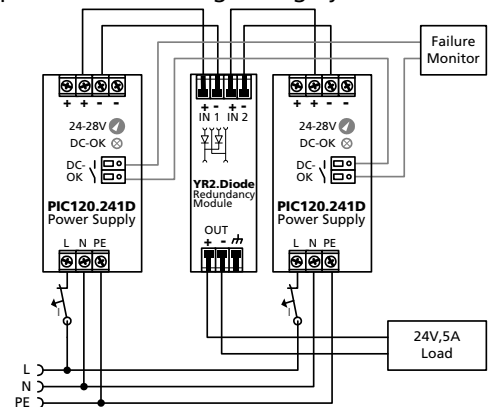 Failure
Monitor
+ + - -
24-28V
DC-OK
DC-
OK
PIC120.241D
Power Supply
L N PE
+ - + -
IN 1 IN 2
YR2.Diode
Redundancy
Module
OUT
+ -
+ + - -
24-28V
DC-OK
DC-
OK
PIC120.241D
Power Supply
L N PE
I
I
24V,5A
Load
L
N
PE